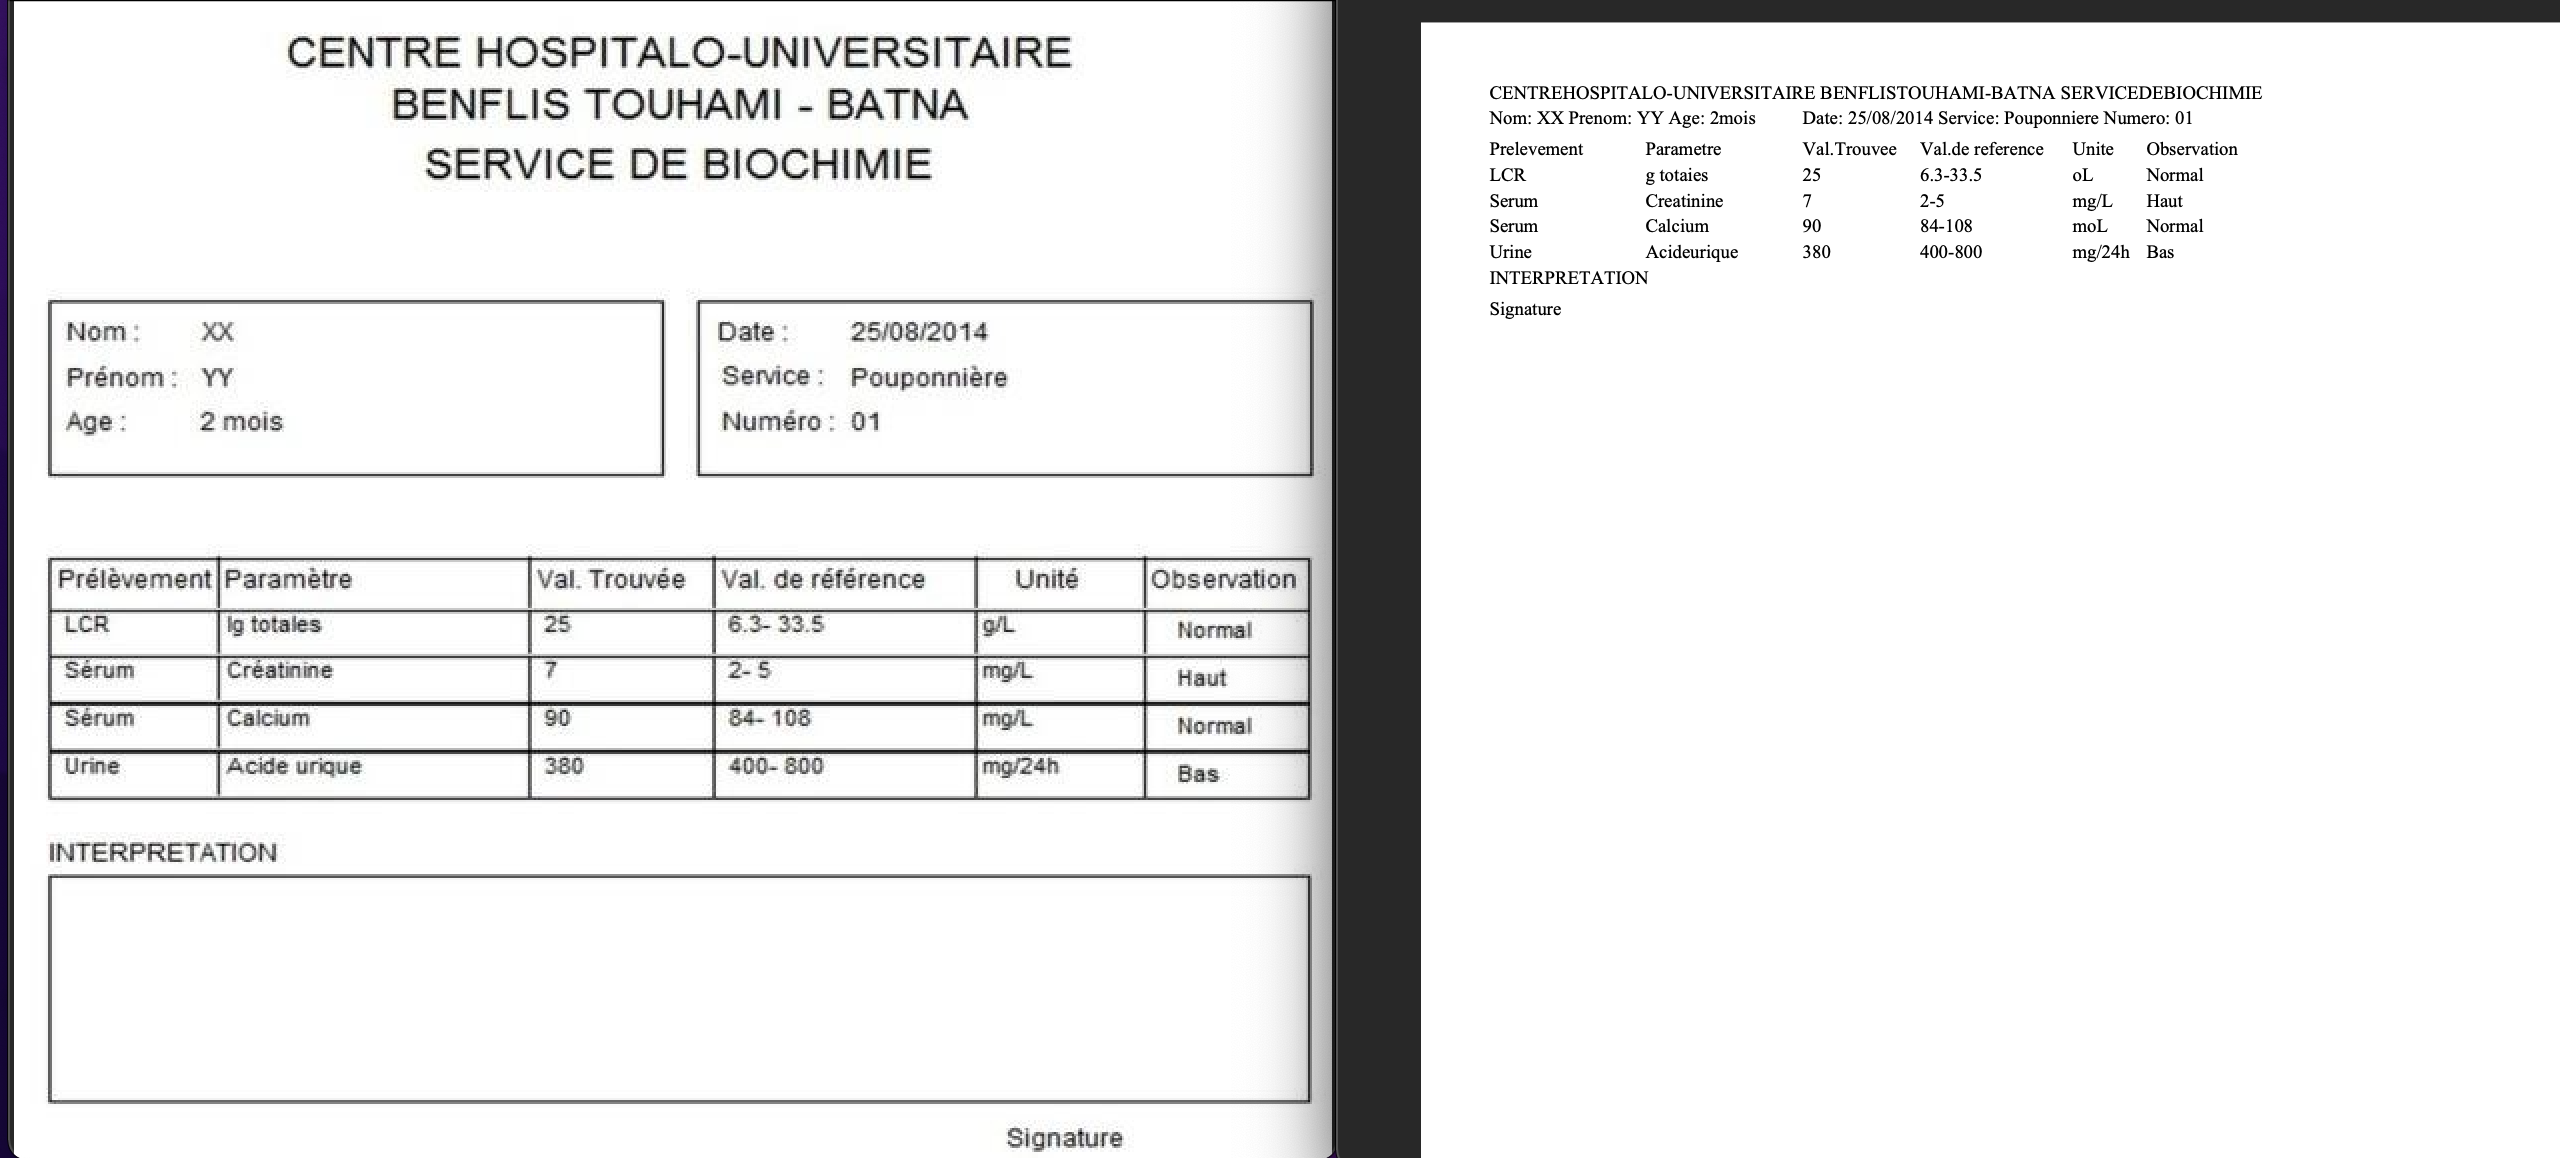 CENTRE HOSPITALO-UNIVERSITAIRE
BENFLIS TOUHAMI - BATNA
SERVICE DE BIOCHIMIE
Nom : XX
Prénom : YY
Age : 2 mois
Date : 25/08/2014
Service : Pouponnière
Numéro : 01
Prélèvement Paramètre Val. Trouvée Val. de référence Unité Observation
LCR Ig totales 25 6.3- 33.5 g/L Normal
Sérum Créatinine 7 2- 5 mg/L Haut
Sérum Calcium 90 84- 108 mg/L Normal
Urine Acide urique 380 400- 800 mg/24h Bas
INTERPRETATION
Signature
CENTREHOSPITALO-UNIVERSITAIRE BENFLISTOUHAMI-BATNA SERVICEDEBIOCHIMIE
Nom: XX Prenom: YY Age: 2mois Date: 25/08/2014 Service: Pouponniere Numero: 01
Prelevement Parametre Val.Trouvee Val.de reference Unite Observation
LCR g totaies 25 6.3-33.5 oL Normal
Serum Creatinine 7 2-5 mg/L Haut
Serum Calcium 90 84-108 moL Normal
Urine Acideurique 380 400-800 mg/24h Bas
INTERPRETATION
Signature